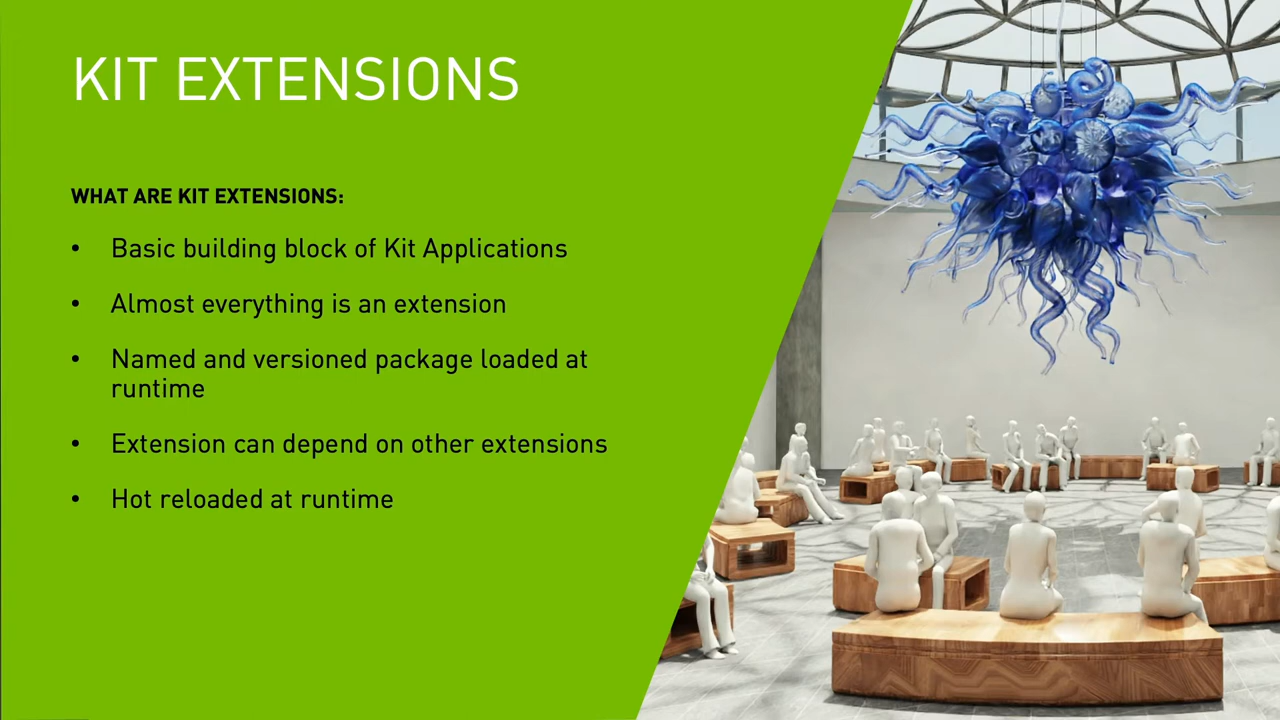 KIT EXTENSIONS
WHAT ARE KIT EXTENSIONS:
• Basic building block of Kit Applications
• Almost everything is an extension
• Named and versioned package loaded at
runtime
• Extension can depend on other extensions
• Hot reloaded at runtime